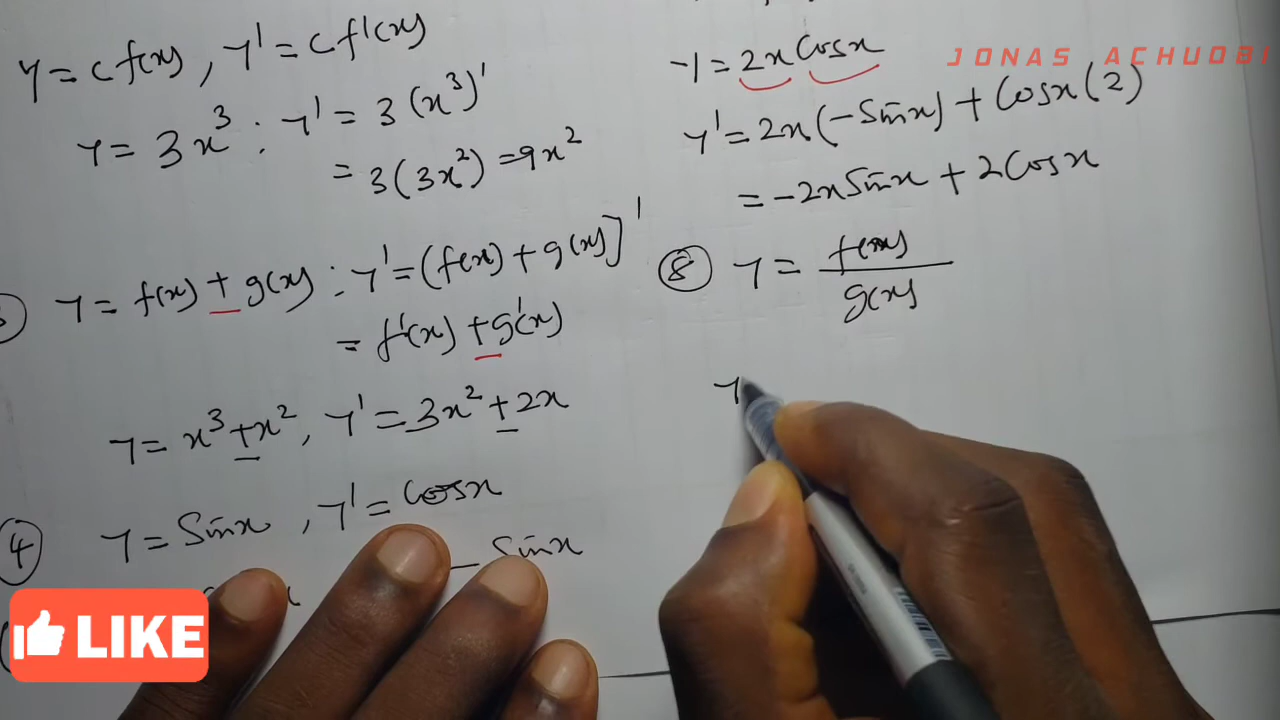 y = cf(x), y' = cf'(x)
y = 3x³ : y' = 3(x³)'
= 3(3x²) = 9x²
y = f(x) + g(x) : y' = (f(x) + g(x)]'
= f'(x) + g'(x)
y = x³ + x², y' = 3x² + 2x
④ y = Sinx, y' = Cosx
– Sinx
JONAS ACHUOBI
y = 2x Cosx
y' = 2x(-Sinx) + Cosx(2)
= -2xSinx + 2Cosx
⑧ y = f(x)
g(x)
y
LIKE